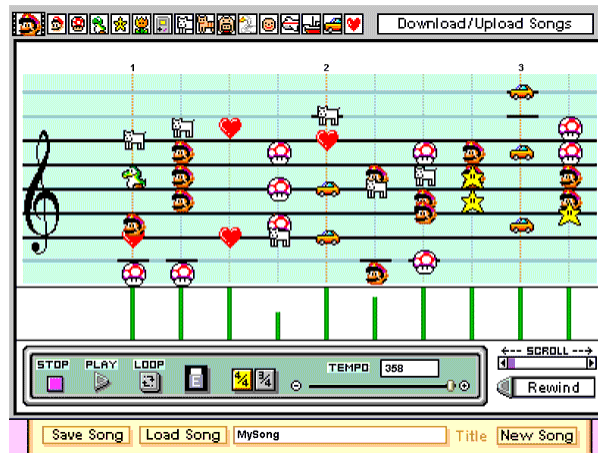 Download/Upload Songs
1 2 3
STOP PLAY LOOP
4/4 3/4
TEMPO 358
<-- SCROLL -->
Rewind
Save Song Load Song MySong Title New Song